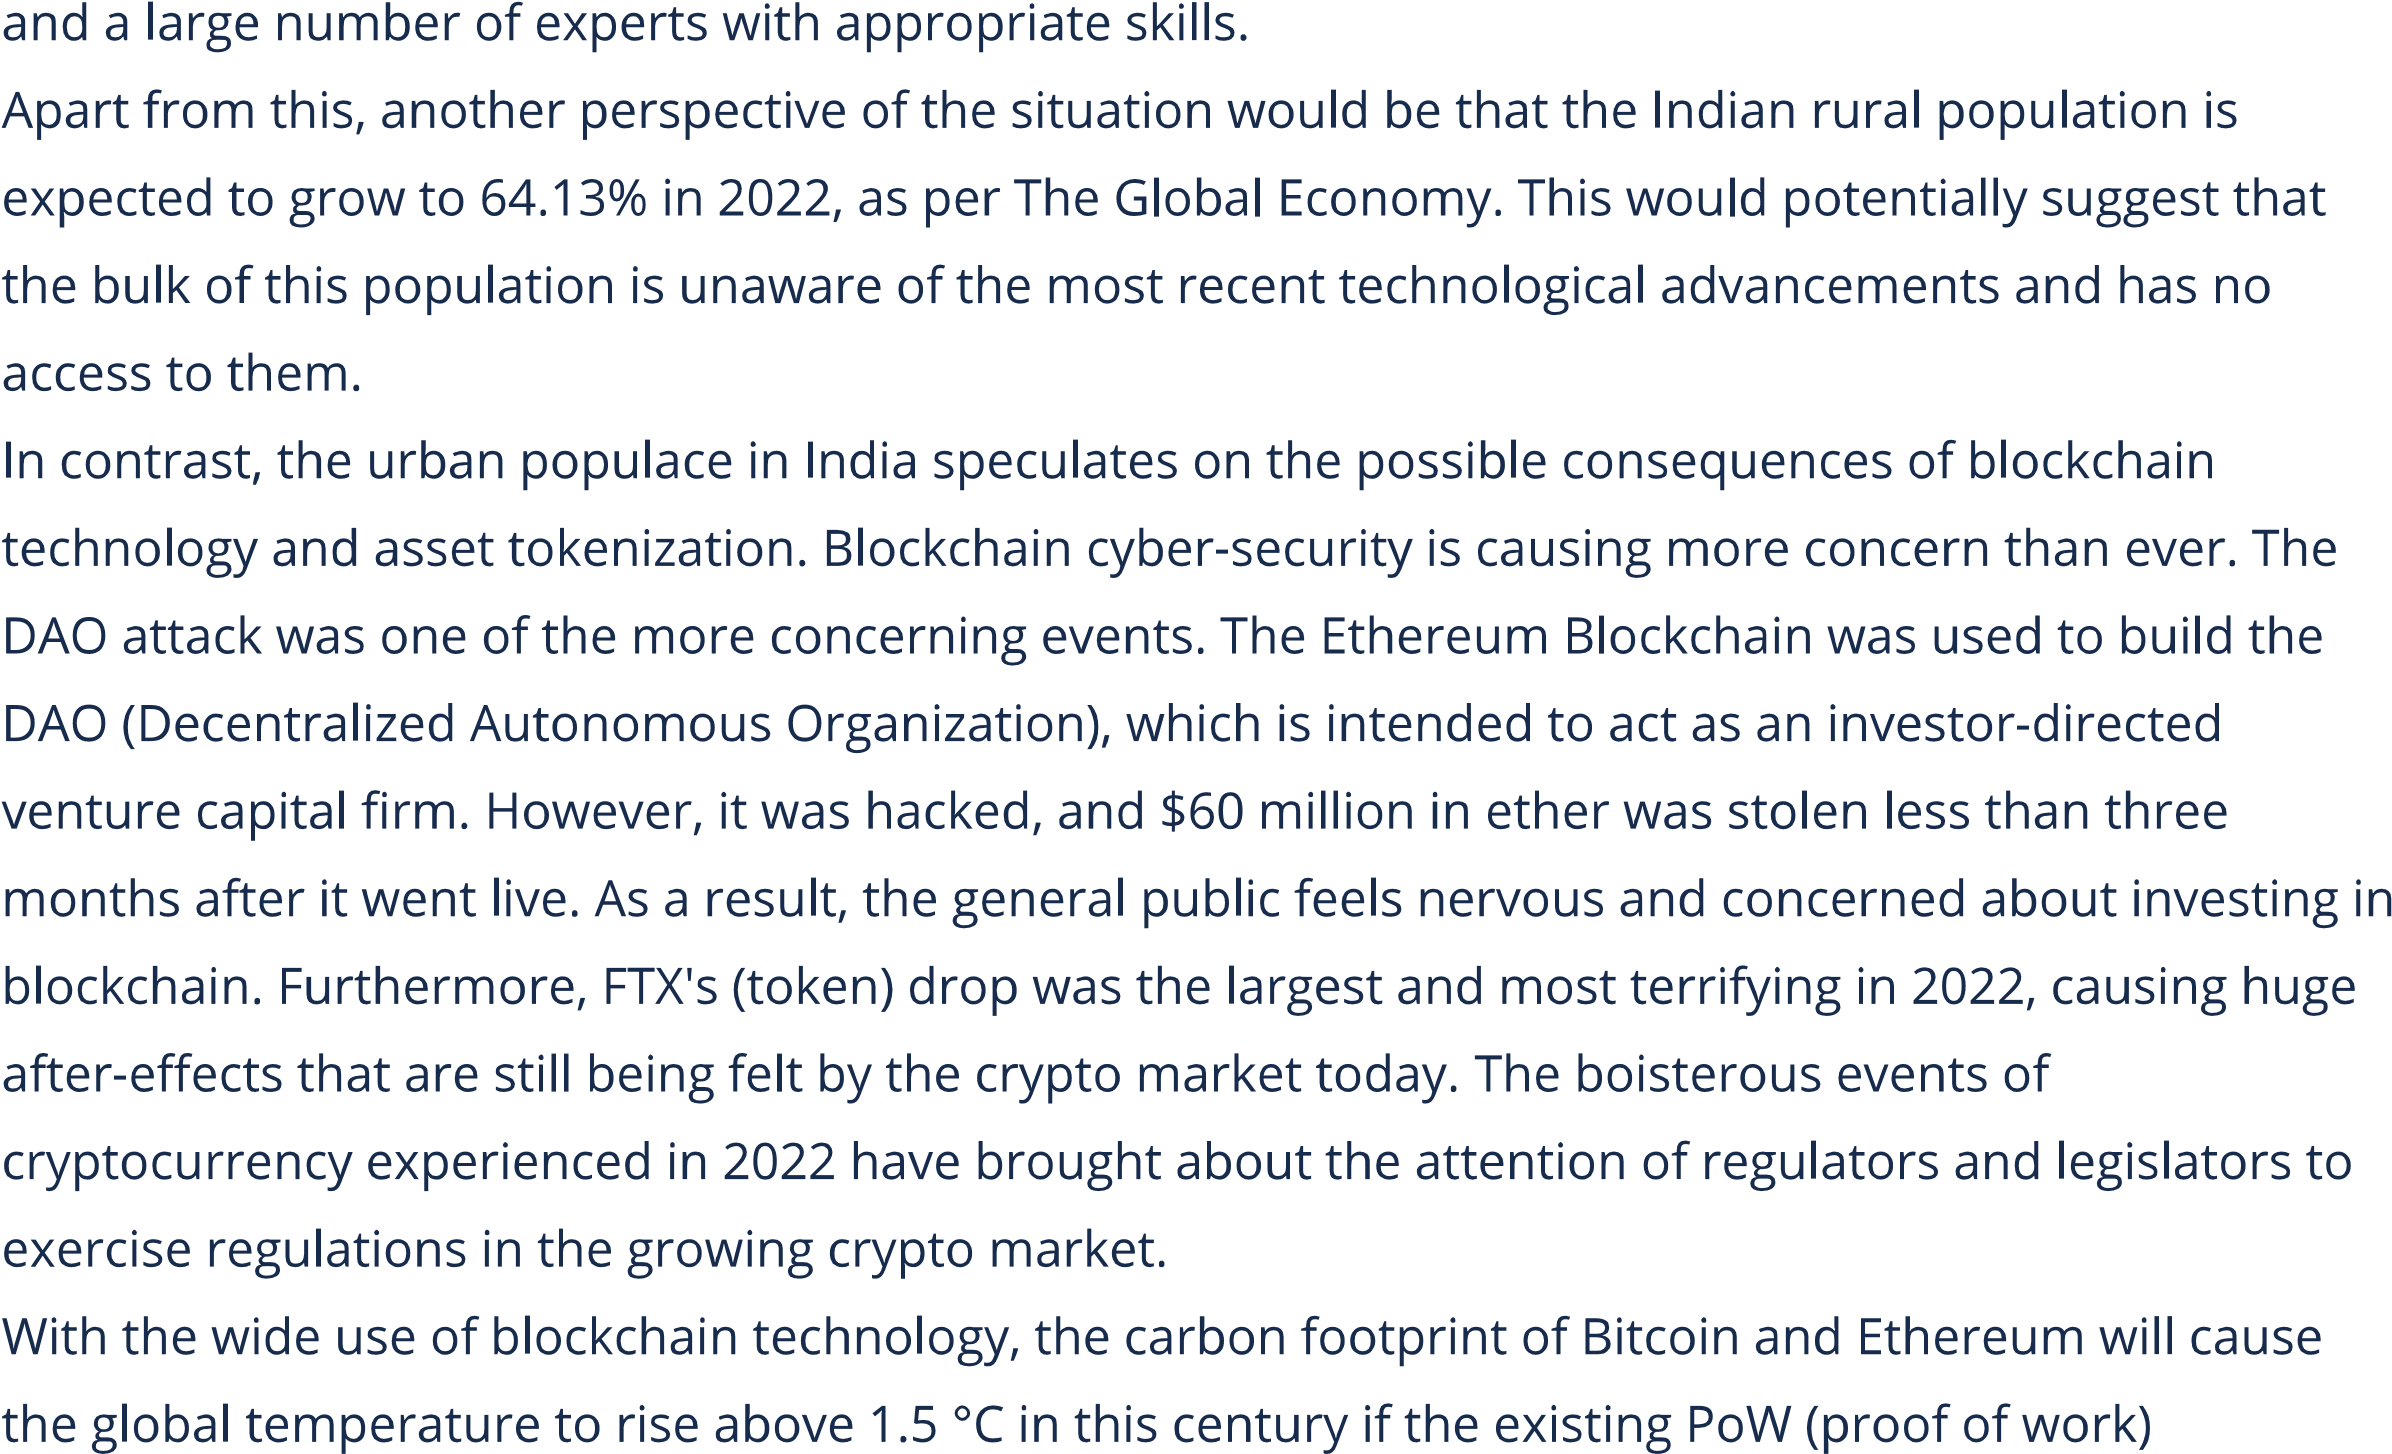 and a large number of experts with appropriate skills.
Apart from this, another perspective of the situation would be that the Indian rural population is
expected to grow to 64.13% in 2022, as per The Global Economy. This would potentially suggest that
the bulk of this population is unaware of the most recent technological advancements and has no
access to them.
In contrast, the urban populace in India speculates on the possible consequences of blockchain
technology and asset tokenization. Blockchain cyber-security is causing more concern than ever. The
DAO attack was one of the more concerning events. The Ethereum Blockchain was used to build the
DAO (Decentralized Autonomous Organization), which is intended to act as an investor-directed
venture capital firm. However, it was hacked, and $60 million in ether was stolen less than three
months after it went live. As a result, the general public feels nervous and concerned about investing in
blockchain. Furthermore, FTX's (token) drop was the largest and most terrifying in 2022, causing huge
after-effects that are still being felt by the crypto market today. The boisterous events of
cryptocurrency experienced in 2022 have brought about the attention of regulators and legislators to
exercise regulations in the growing crypto market.
With the wide use of blockchain technology, the carbon footprint of Bitcoin and Ethereum will cause
the global temperature to rise above 1.5 °C in this century if the existing PoW (proof of work)